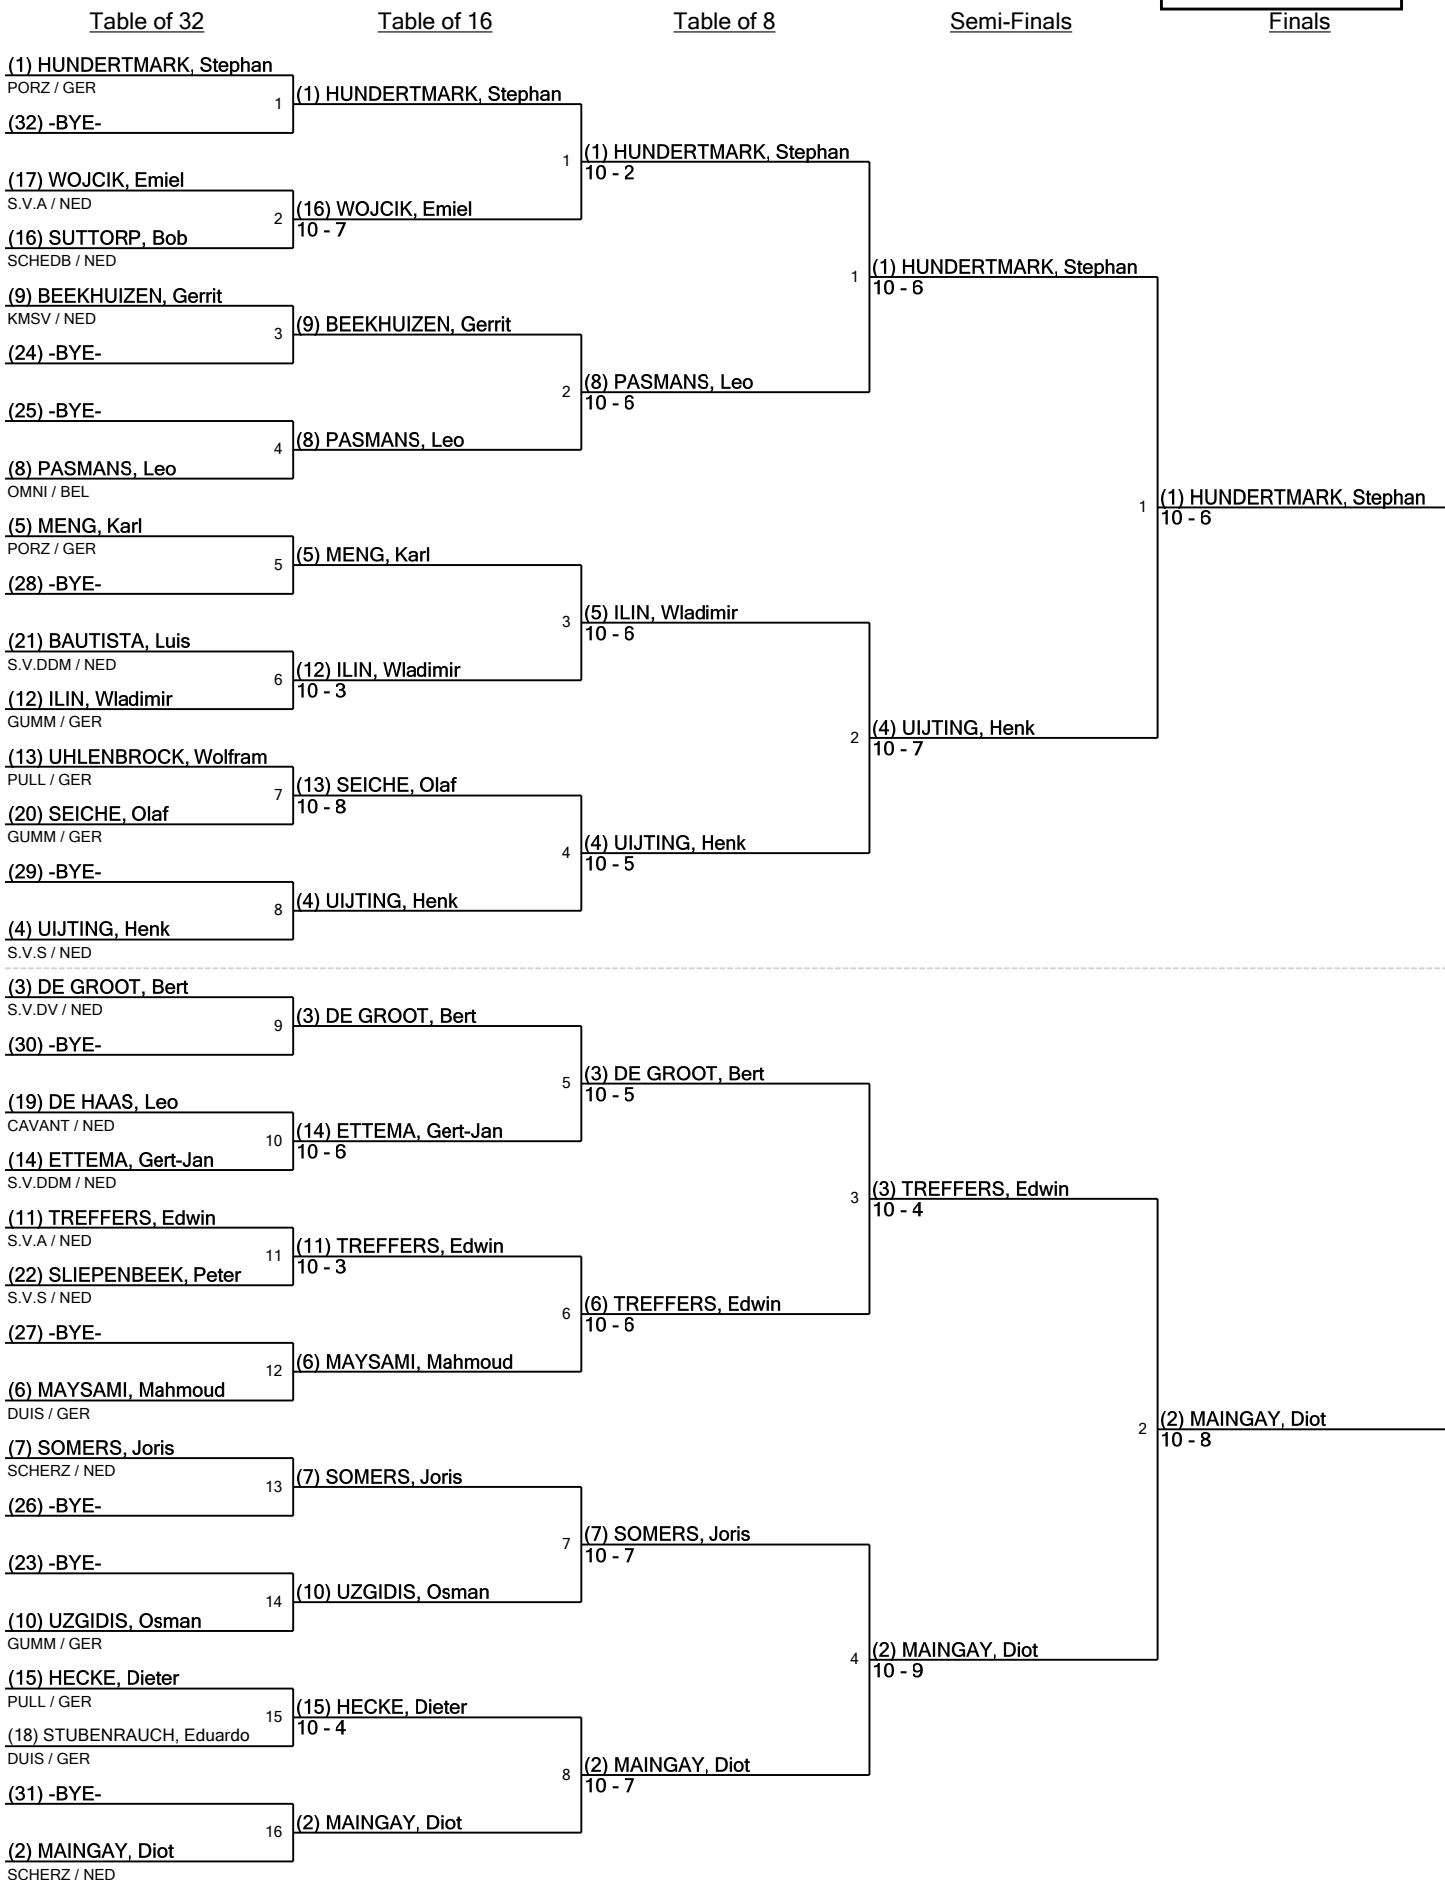 Table of 32
Table of 16
Table of 8
Semi-Finals
Finals
(1) HUNDERTMARK, Stephan
PORZ / GER
1
(32) -BYE-
(17) WOJCIK, Emiel
S.V.A / NED
2
(16) SUTTORP, Bob
SCHEDB / NED
(9) BEEKHUIZEN, Gerrit
KMSV / NED
3
(24) -BYE-
(25) -BYE-
4
(8) PASMANS, Leo
OMNI / BEL
(5) MENG, Karl
PORZ / GER
5
(28) -BYE-
(21) BAUTISTA, Luis
S.V.DDM / NED
6
(12) ILIN, Wladimir
GUMM / GER
(13) UHLENBROCK, Wolfram
PULL / GER
7
(20) SEICHE, Olaf
GUMM / GER
(29) -BYE-
8
(4) UIJTING, Henk
S.V.S / NED
(3) DE GROOT, Bert
S.V.DV / NED
9
(30) -BYE-
(19) DE HAAS, Leo
CAVANT / NED
10
(14) ETTEMA, Gert-Jan
S.V.DDM / NED
(11) TREFFERS, Edwin
S.V.A / NED
11
(22) SLIEPENBEEK, Peter
S.V.S / NED
(27) -BYE-
12
(6) MAYSAMI, Mahmoud
DUIS / GER
(7) SOMERS, Joris
SCHERZ / NED
13
(26) -BYE-
(23) -BYE-
14
(10) UZGIDIS, Osman
GUMM / GER
(15) HECKE, Dieter
PULL / GER
15
(18) STUBENRAUCH, Eduardo
DUIS / GER
(31) -BYE-
16
(2) MAINGAY, Diot
SCHERZ / NED
(1) HUNDERTMARK, Stephan
1
(16) WOJCIK, Emiel
10 - 7
(9) BEEKHUIZEN, Gerrit
2
(8) PASMANS, Leo
(5) MENG, Karl
3
(12) ILIN, Wladimir
10 - 3
(13) SEICHE, Olaf
10 - 8
4
(4) UIJTING, Henk
(3) DE GROOT, Bert
5
(14) ETTEMA, Gert-Jan
10 - 6
(11) TREFFERS, Edwin
10 - 3
6
(6) MAYSAMI, Mahmoud
(7) SOMERS, Joris
7
(10) UZGIDIS, Osman
(15) HECKE, Dieter
10 - 4
8
(2) MAINGAY, Diot
(1) HUNDERTMARK, Stephan
10 - 2
1
(8) PASMANS, Leo
10 - 6
(5) ILIN, Wladimir
10 - 6
2
(4) UIJTING, Henk
10 - 5
(3) DE GROOT, Bert
10 - 5
3
(6) TREFFERS, Edwin
10 - 6
(7) SOMERS, Joris
10 - 7
4
(2) MAINGAY, Diot
10 - 7
(1) HUNDERTMARK, Stephan
10 - 6
1
(4) UIJTING, Henk
10 - 7
(3) TREFFERS, Edwin
10 - 4
2
(2) MAINGAY, Diot
10 - 9
(1) HUNDERTMARK, Stephan
10 - 6
(2) MAINGAY, Diot
10 - 8